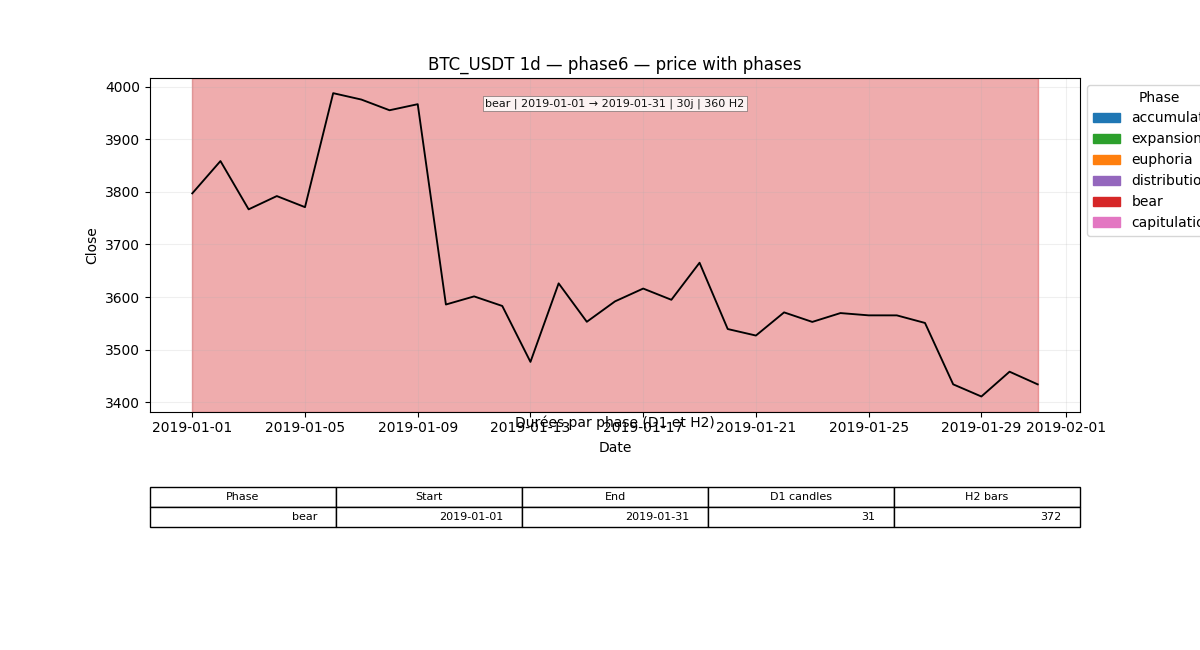 BTC_USDT 1d — phase6 — price with phases
4000
3900
3800
3700
3600
3500
3400
Close
bear | 2019-01-01 → 2019-01-31 | 30j | 360 H2
Phase
accumulat
expansion
euphoria
distributio
bear
capitulatio
Durées par phase (D1 et H2)
2019-01-01 2019-01-05 2019-01-09 2019-01-13 2019-01-17 2019-01-21 2019-01-25 2019-01-29 2019-02-01
Date
Phase Start End D1 candles H2 bars
bear 2019-01-01 2019-01-31 31 372